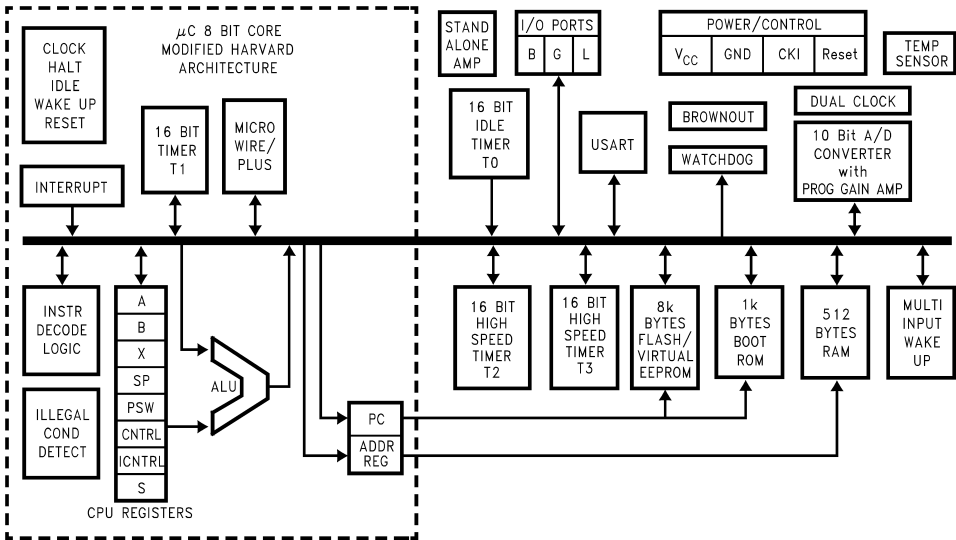 μC 8 BIT CORE
MODIFIED HARVARD
ARCHITECTURE
CLOCK
HALT
IDLE
WAKE UP
RESET
INTERRUPT
16 BIT
TIMER
T1
MICRO
WIRE/
PLUS
STAND
ALONE
AMP
I/O PORTS
B G L
POWER/CONTROL
VCC GND CKI Reset
TEMP
SENSOR
16 BIT
IDLE
TIMER
T0
USART
BROWNOUT
WATCHDOG
DUAL CLOCK
10 Bit A/D
CONVERTER
with
PROG GAIN AMP
INSTR
DECODE
LOGIC
ILLEGAL
COND
DETECT
A
B
X
SP
PSW
CNTRL
ICNTRL
S
CPU REGISTERS
ALU
PC
ADDR
REG
16 BIT
HIGH
SPEED
TIMER
T2
16 BIT
HIGH
SPEED
TIMER
T3
8k
BYTES
FLASH/
VIRTUAL
EEPROM
1k
BYTES
BOOT
ROM
512
BYTES
RAM
MULTI
INPUT
WAKE
UP